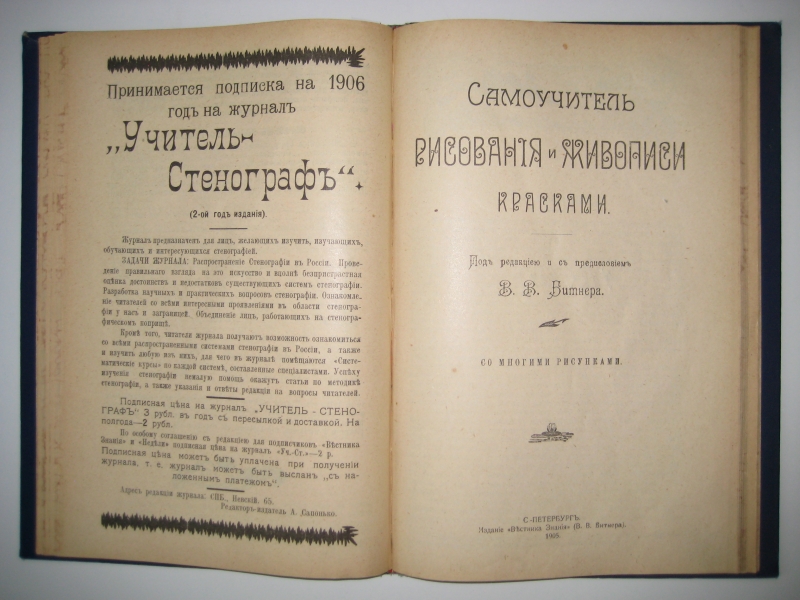 Принимается подписка на 1906
годъ на журналъ
„Учитель-
Стенографъ“.
(2-ой годъ изданія).
Журналъ предназначенъ для лицъ, желающихъ изучить, изучающихъ,
обучающихъ и интересующихся стенографіей.
ЗАДАЧИ ЖУРНАЛА: Распространеніе Стенографіи въ Россіи. Прове-
деніе правильнаго взгляда на это искусство и вполнѣ безпристрастная
оцѣнка достоинствъ и недостатковъ существующихъ системъ стенографіи.
Разработка научныхъ и практическихъ вопросовъ стенографіи. Ознакомле-
ніе читателей со всѣми интересными проявленіями въ области стеногра-
фіи у насъ и заграницей. Объединеніе лицъ, работающихъ на стеногра-
фическомъ поприщѣ.
Кромѣ того, читатели журнала получаютъ возможность ознакомиться
со всѣми распространенными системами стенографіи въ Россіи, а также
и изучить любую изъ нихъ, для чего въ журналѣ помѣщаются «Систе-
матическіе курсы» по каждой системѣ, составленные спеціалистами. Успѣху
изученія стенографіи немалую помощь окажутъ статьи по методикѣ
стенографіи, а также указанія и отвѣты редакціи на вопросы читателей.
Подписная цѣна на журналъ „УЧИТЕЛЬ - СТЕНО-
ГРАФЪ“ 3 рубл. въ годъ съ пересылкой и доставкой. На
полгода—2 рубл.
По особому соглашенію съ редакціею для подписчиковъ «Вѣстника
Знанія» и «Недѣли» подписная цѣна на журналъ «Уч.-Ст.»—2 р.
Подписная цѣна можетъ быть уплачена при полученіи
журнала, т. е. журналъ можетъ быть высланъ „съ на-
ложеннымъ платежомъ“.
Адресъ редакціи журнала: СПБ., Невскій, 65.
Редакторъ-издатель А. Сапонько.
Самоучитель
рисованія и живописи
красками.
Подъ редакціею и съ предисловіемъ
В. В. Битнера.
СО МНОГИМИ РИСУНКАМИ.
С.-ПЕТЕРБУРГЪ.
Изданіе «Вѣстника Знанія» (В. В. Битнера).
1905.